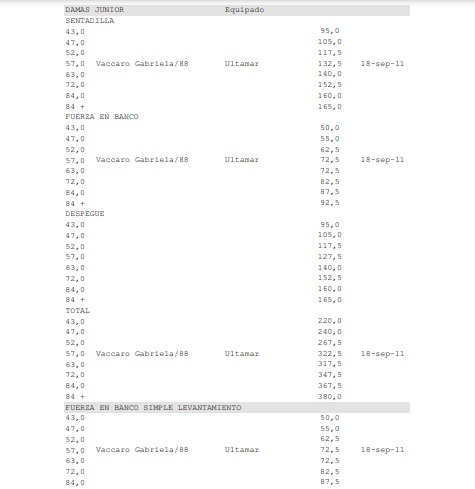 DAMAS JUNIOR Equipado
SENTADILLA
43,0 95,0
47,0 105,0
52,0 117,5
57,0 Vaccaro Gabriela/88 Ultamar 132,5 18-sep-11
63,0 140,0
72,0 152,5
84,0 160,0
84 + 165,0
FUERZA EN BANCO
43,0 50,0
47,0 55,0
52,0 62,5
57,0 Vaccaro Gabriela/88 Ultamar 72,5 18-sep-11
63,0 72,5
72,0 82,5
84,0 87,5
84 + 92,5
DESPEGUE
43,0 95,0
47,0 105,0
52,0 117,5
57,0 127,5
63,0 140,0
72,0 152,5
84,0 160,0
84 + 165,0
TOTAL
43,0 220,0
47,0 240,0
52,0 267,5
57,0 Vaccaro Gabriela/88 Ultamar 322,5 18-sep-11
63,0 317,5
72,0 347,5
84,0 367,5
84 + 380,0
FUERZA EN BANCO SIMPLE LEVANTAMIENTO
43,0 50,0
47,0 55,0
52,0 62,5
57,0 Vaccaro Gabriela/88 Ultamar 72,5 18-sep-11
63,0 72,5
72,0 82,5
84,0 87,5